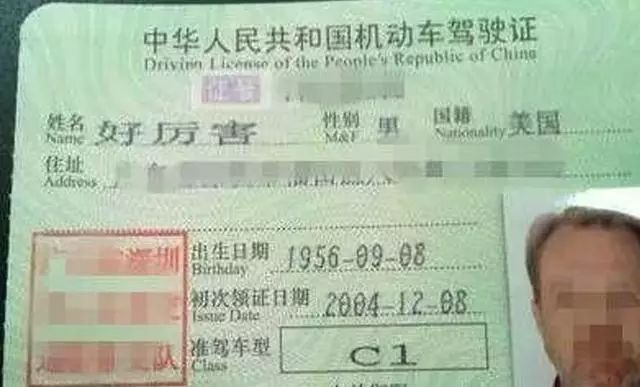 中华人民共和国机动车驾驶证
Driving License of the People's Republic of China
证号
姓名 Name 好厉害 性别 M&F 男 国籍 Nationality 美国
住址 Address
深圳
出生日期 Birthday 1956-09-08
初次领证日期 Issue Date 2004-12-08
队
准驾车型 Class C1